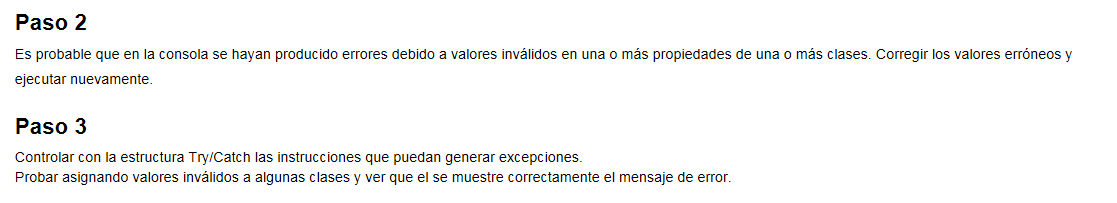 Paso 2
Es probable que en la consola se hayan producido errores debido a valores inválidos en una o más propiedades de una o más clases. Corregir los valores erróneos y
ejecutar nuevamente.
Paso 3
Controlar con la estructura Try/Catch las instrucciones que puedan generar excepciones.
Probar asignando valores inválidos a algunas clases y ver que el se muestre correctamente el mensaje de error.